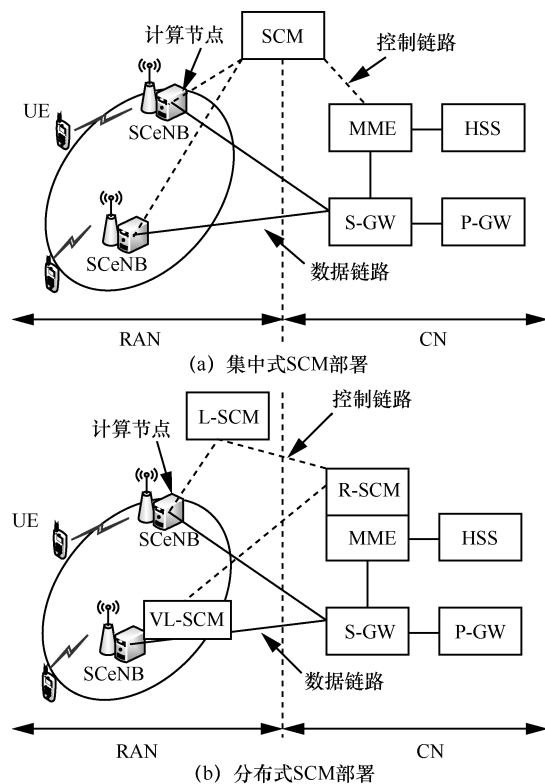 计算节点
SCM
控制链路
UE
SCeNB
MME
HSS
SCeNB
S-GW
P-GW
数据链路
RAN
CN
(a) 集中式SCM部署
L-SCM
控制链路
计算节点
R-SCM
UE
SCeNB
MME
HSS
VL-SCM
SCeNB
S-GW
P-GW
数据链路
RAN
CN
(b) 分布式SCM部署